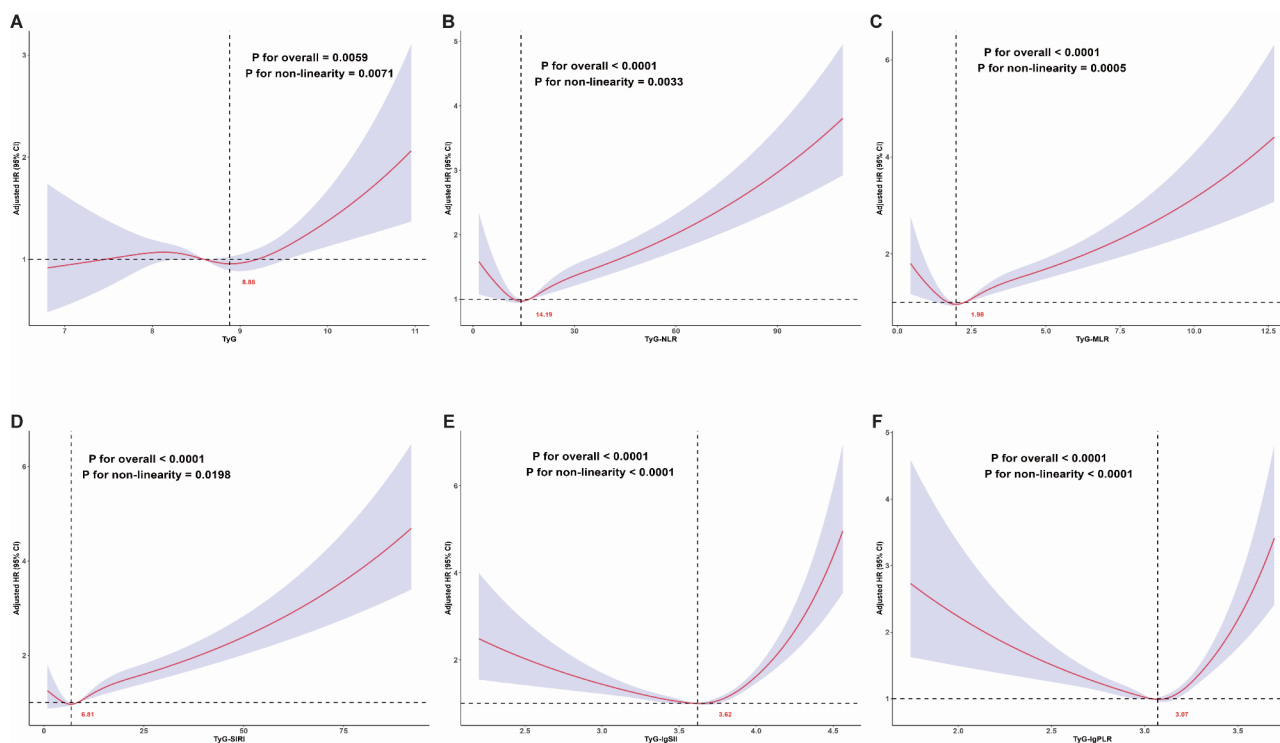 A
P for overall = 0.0059
P for non-linearity = 0.0071
Adjusted HR (95% CI)
3
2
1
8.88
7
8
9
10
11
TyG
B
P for overall < 0.0001
P for non-linearity = 0.0033
Adjusted HR (95% CI)
5
4
3
2
1
14.19
0
30
60
90
TyG-NLR
C
P for overall < 0.0001
P for non-linearity = 0.0005
Adjusted HR (95% CI)
6
4
2
1.98
0.0
2.5
5.0
7.5
10.0
12.5
TyG-MLR
D
P for overall < 0.0001
P for non-linearity = 0.0198
Adjusted HR (95% CI)
6
4
2
6.81
0
25
50
75
TyG-SIRI
E
P for overall < 0.0001
P for non-linearity < 0.0001
Adjusted HR (95% CI)
6
4
2
3.62
2.5
3.0
3.5
4.0
4.5
TyG-lgSII
F
P for overall < 0.0001
P for non-linearity < 0.0001
Adjusted HR (95% CI)
5
4
3
2
1
3.07
2.0
2.5
3.0
3.5
TyG-lgPLR